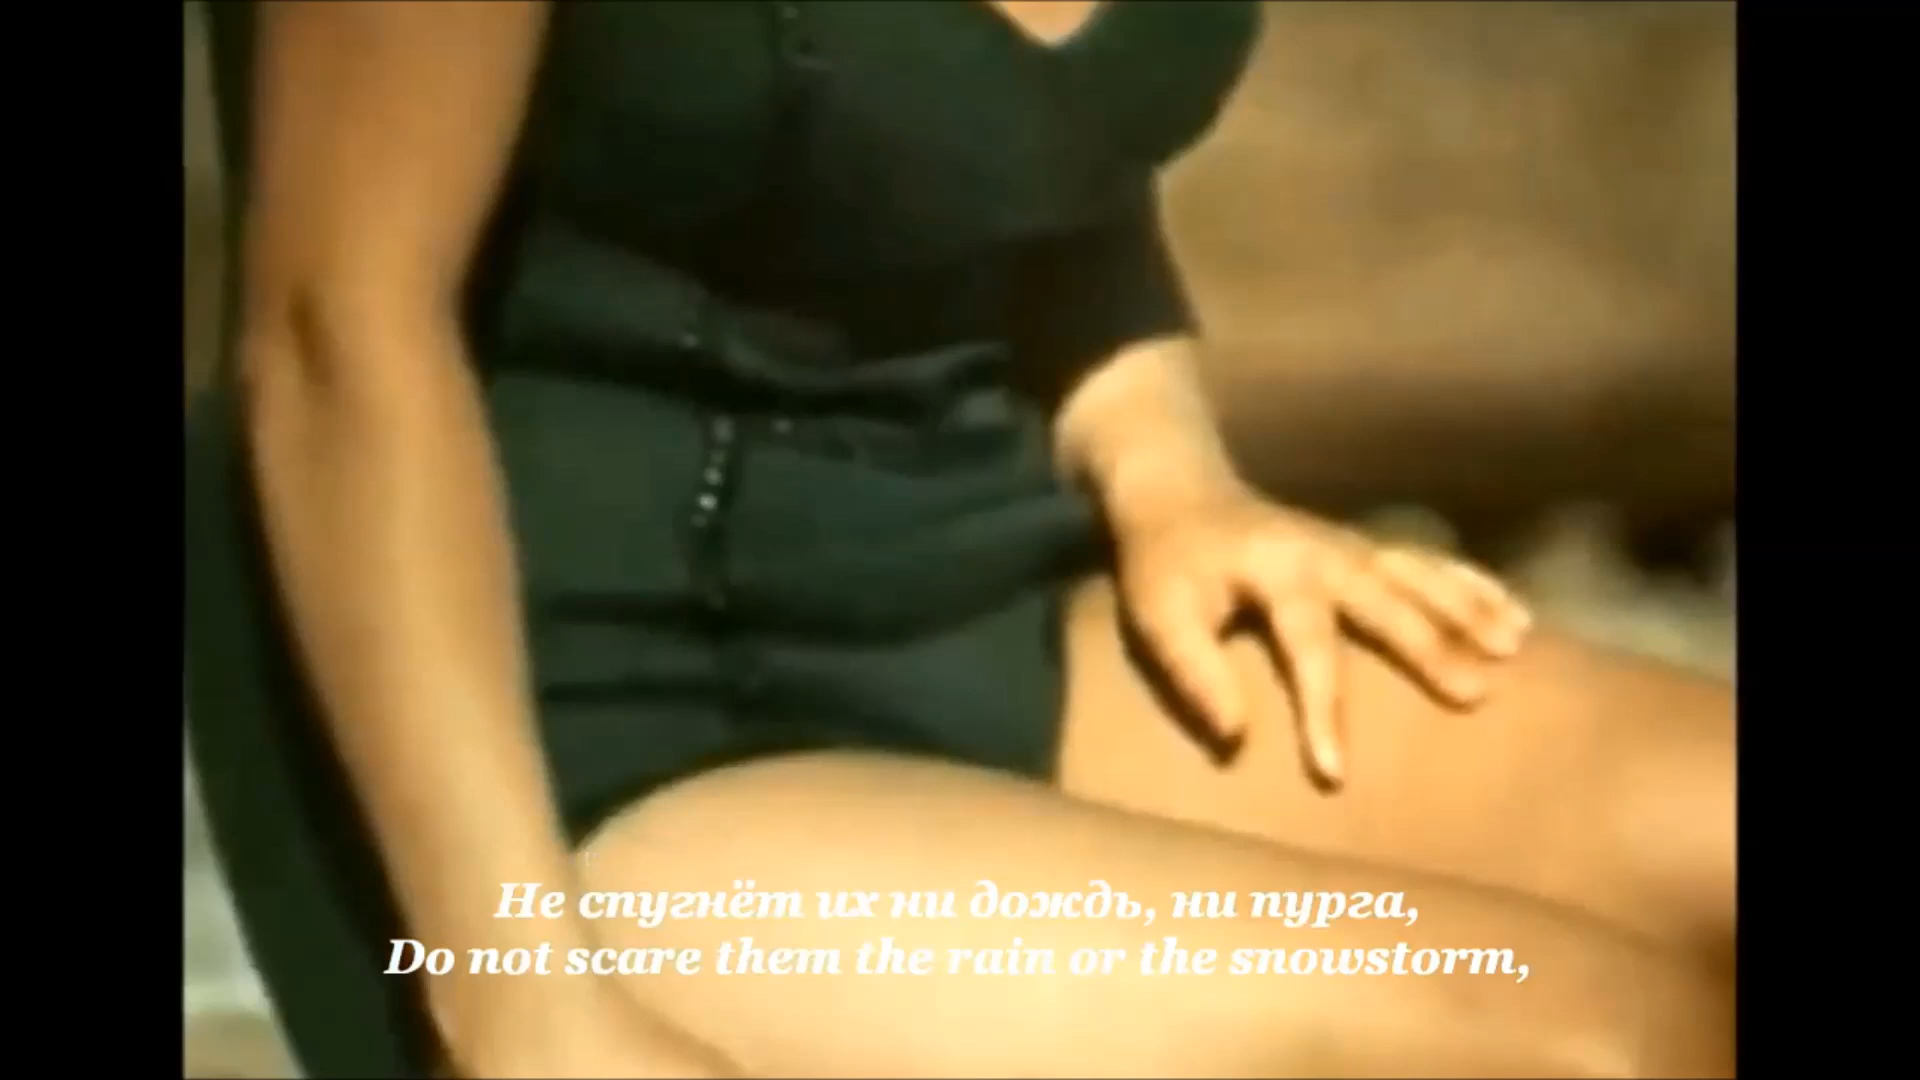 Не спугнёт их ни дождь, ни пурга,
Do not scare them the rain or the snowstorm,